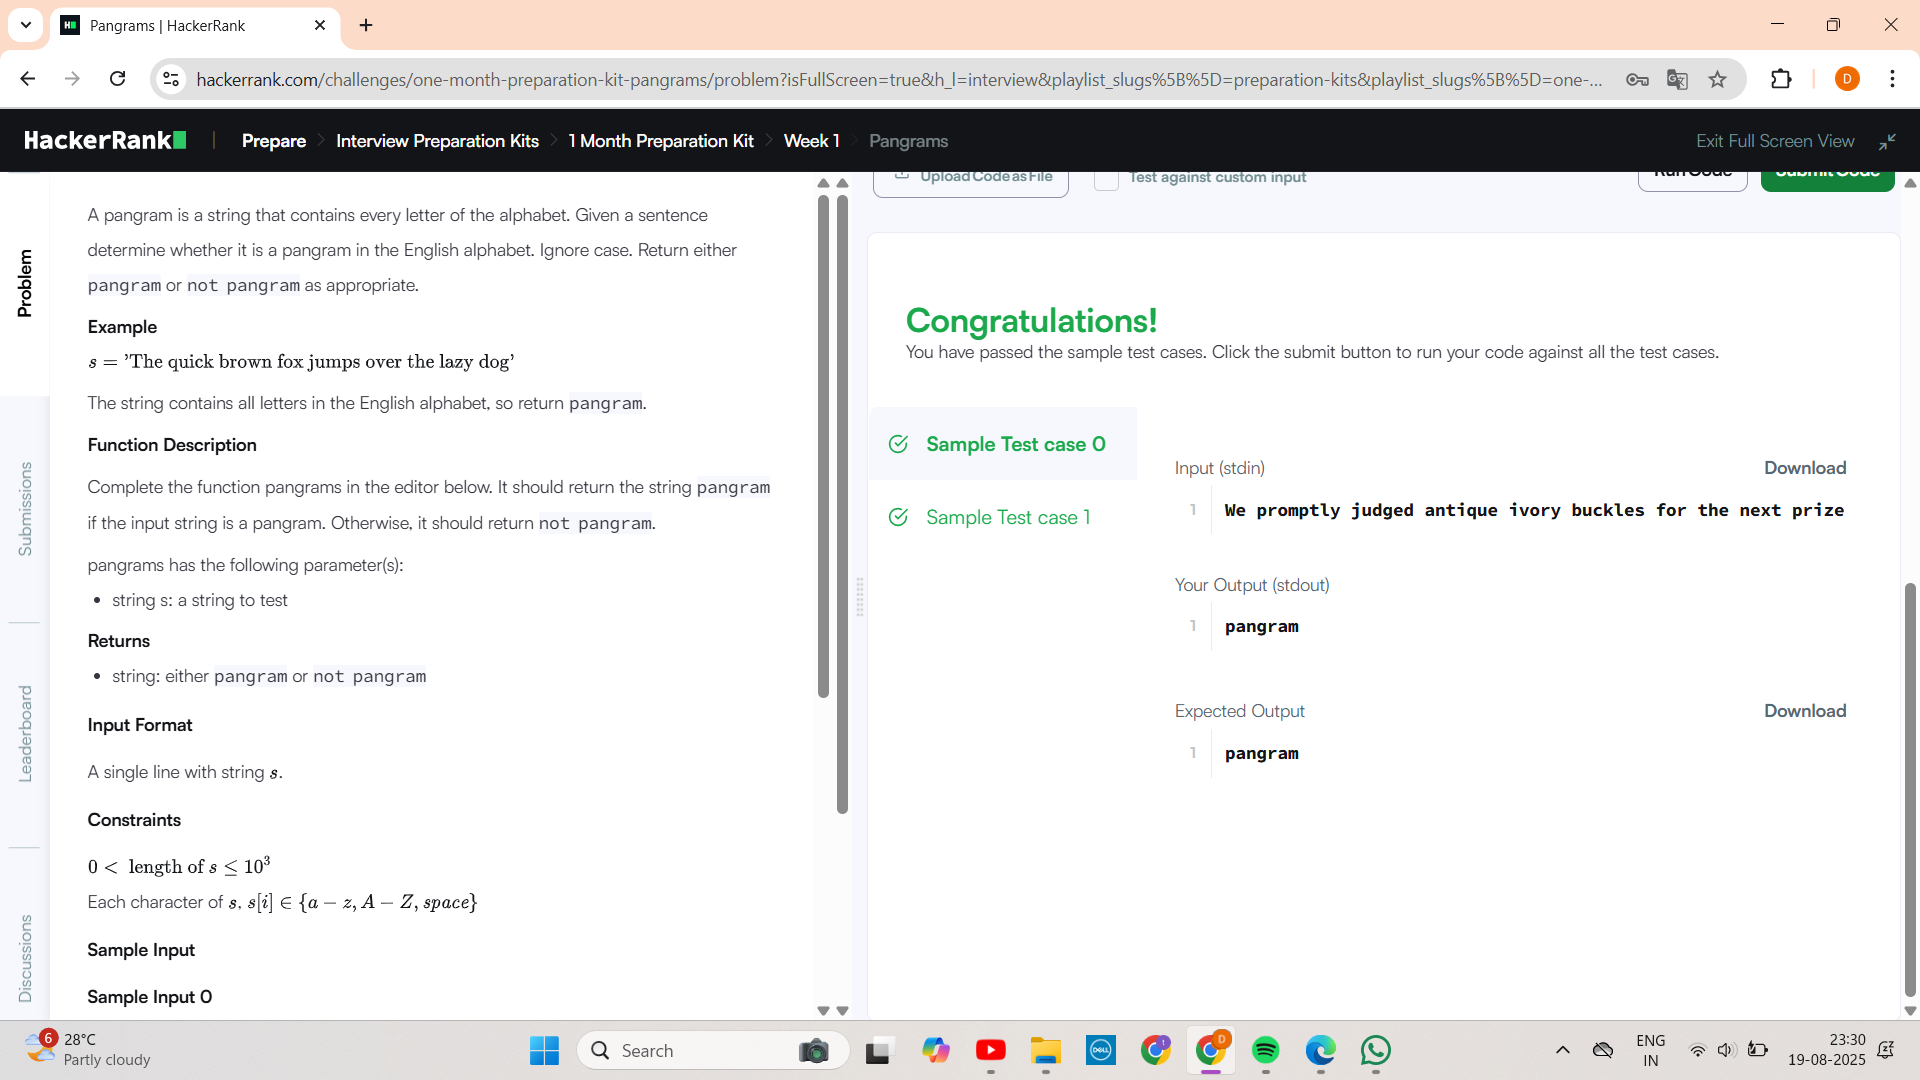 Pangrams | HackerRank
hackerrank.com/challenges/one-month-preparation-kit-pangrams/problem?isFullScreen=true&h_l=interview&playlist_slugs%5B%5D=preparation-kits&playlist_slugs%5B%5D=one-...
D
HackerRank
Prepare
Interview Preparation Kits
1 Month Preparation Kit
Week 1
Pangrams
Exit Full Screen View
Problem
Submissions
Leaderboard
Discussions
A pangram is a string that contains every letter of the alphabet. Given a sentence
determine whether it is a pangram in the English alphabet. Ignore case. Return either
pangram or not pangram as appropriate.
Example
s = 'The quick brown fox jumps over the lazy dog'
The string contains all letters in the English alphabet, so return pangram.
Function Description
Complete the function pangrams in the editor below. It should return the string pangram
if the input string is a pangram. Otherwise, it should return not pangram.
pangrams has the following parameter(s):
• string s: a string to test
Returns
• string: either pangram or not pangram
Input Format
A single line with string s.
Constraints
0 < length of s ≤ 10³
Each character of s, s[i] ∈ {a − z, A − Z, space}
Sample Input
Sample Input 0
Upload Code as File
Test against custom input
Run Code
Submit Code
Congratulations!
You have passed the sample test cases. Click the submit button to run your code against all the test cases.
Sample Test case 0
Sample Test case 1
Input (stdin)
Download
1 We promptly judged antique ivory buckles for the next prize
Your Output (stdout)
1 pangram
Expected Output
Download
1 pangram
6
28°C
Partly cloudy
Search
DELL
D
ENG
IN
23:30
19-08-2025